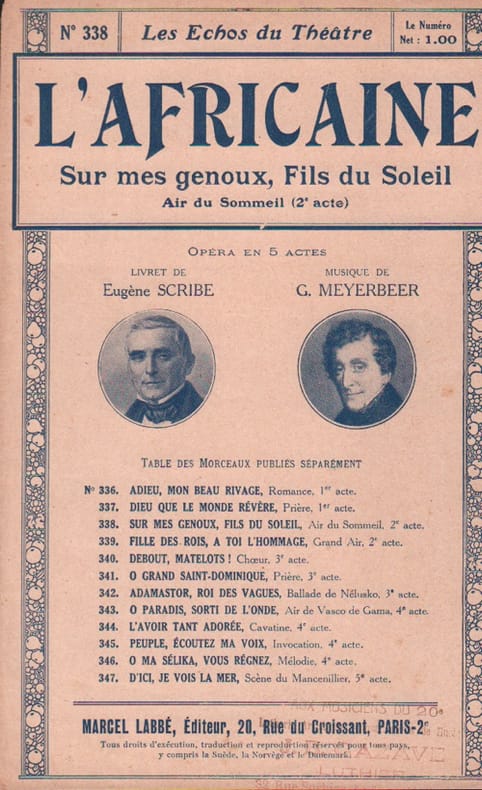 N° 338
Les Echos du Théâtre
Le Numéro
Net : 1.00
L'AFRICAINE
Sur mes genoux, Fils du Soleil
Air du Sommeil (2e acte)
OPÉRA EN 5 ACTES
LIVRET DE
Eugène SCRIBE
MUSIQUE DE
G. MEYERBEER
TABLE DES MORCEAUX PUBLIÉS SÉPARÉMENT
No 336. ADIEU, MON BEAU RIVAGE, Romance, 1er acte.
337. DIEU QUE LE MONDE RÉVÈRE, Prière, 1er acte.
338. SUR MES GENOUX, FILS DU SOLEIL, Air du Sommeil, 2e acte.
339. FILLE DES ROIS, A TOI L'HOMMAGE, Grand Air, 2e acte.
340. DEBOUT, MATELOTS ! Chœur, 3e acte.
341. O GRAND SAINT-DOMINIQUE, Prière, 3e acte.
342. ADAMASTOR, ROI DES VAGUES, Ballade de Nélusko, 3e acte.
343. O PARADIS, SORTI DE L'ONDE, Air de Vasco de Gama, 4e acte.
344. L'AVOIR TANT ADORÉE, Cavatine, 4e acte.
345. PEUPLE, ÉCOUTEZ MA VOIX, Invocation, 4e acte.
346. O MA SÉLIKA, VOUS RÉGNEZ, Mélodie, 4e acte.
347. D'ICI, JE VOIS LA MER, Scène du Mancenillier, 5e acte.
AUX MUSICIENS DU 20e
MARCEL LABBÉ, Éditeur, 20, Rue du Croissant, PARIS-2e
Tous droits d'exécution, traduction et reproduction réservés pour tous pays,
y compris la Suède, la Norvège et le Danemark.
LUTHIER